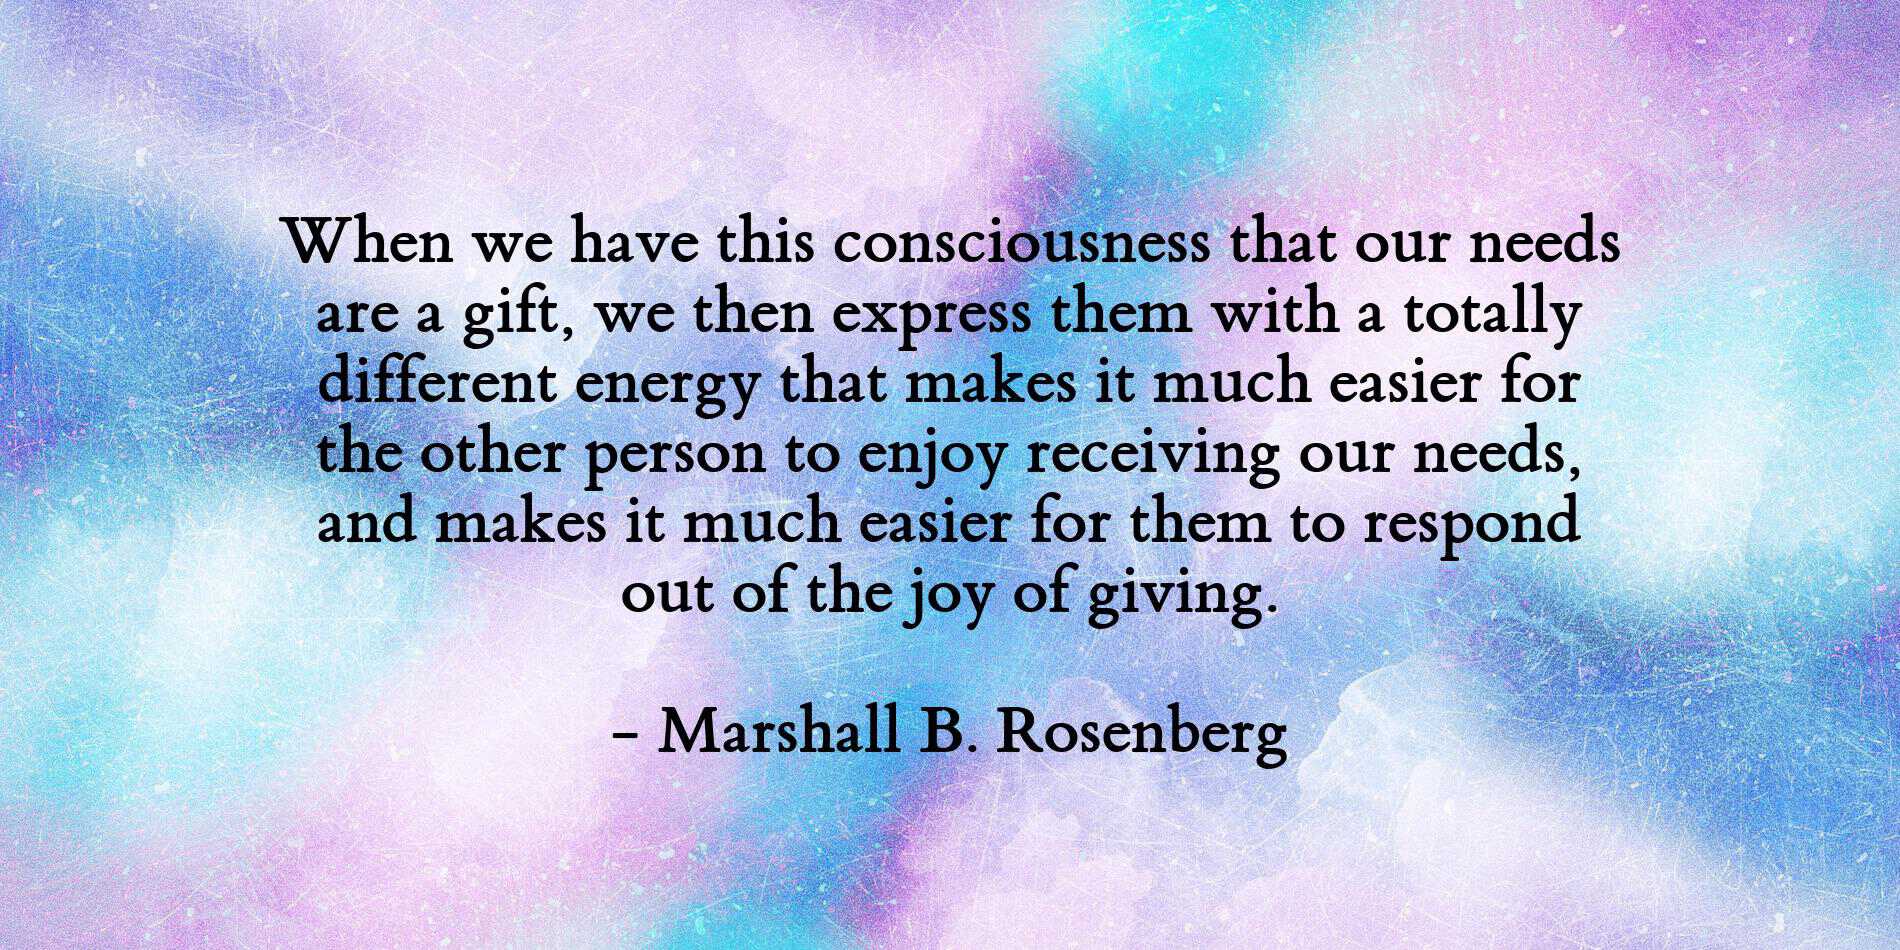 When we have this consciousness that our needs
are a gift, we then express them with a totally
different energy that makes it much easier for
the other person to enjoy receiving our needs,
and makes it much easier for them to respond
out of the joy of giving.
– Marshall B. Rosenberg